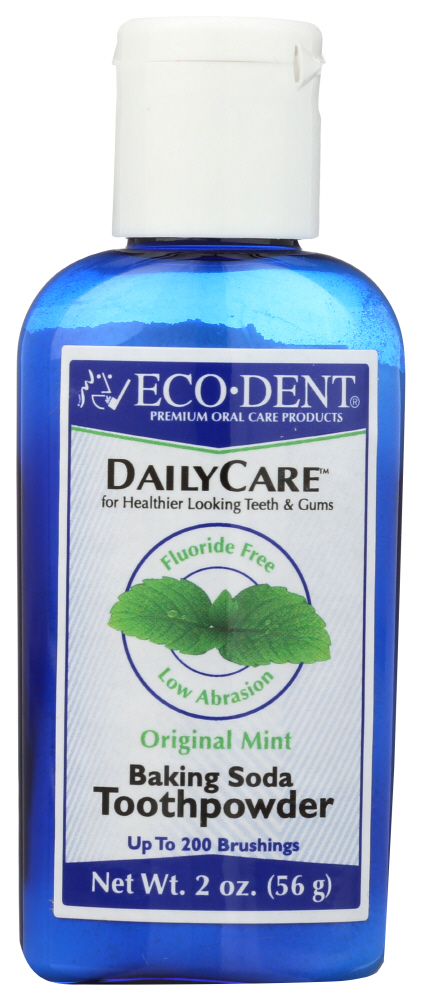 ECO·DENT®
PREMIUM ORAL CARE PRODUCTS
DAILYCARE™
for Healthier Looking Teeth & Gums
Fluoride Free
Low Abrasion
Original Mint
Baking Soda
Toothpowder
Up To 200 Brushings
Net Wt. 2 oz. (56 g)